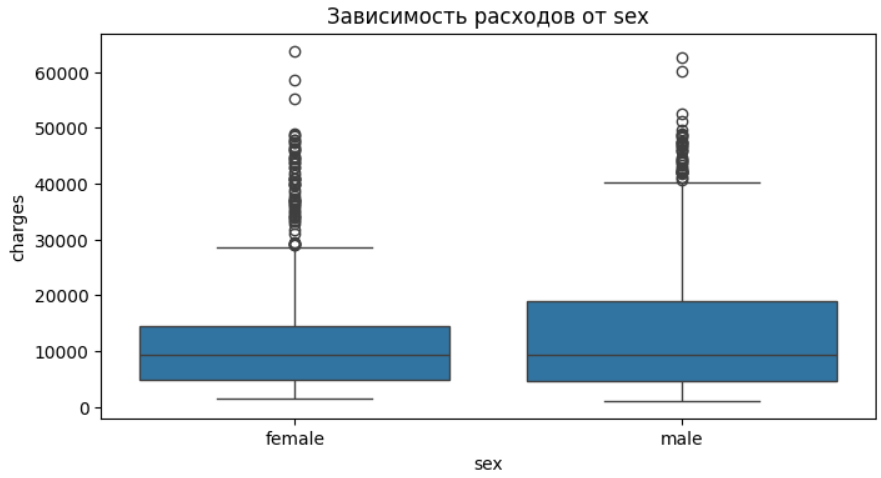 Зависимость расходов от sex
60000
50000
40000
30000
20000
10000
0
charges
female
male
sex